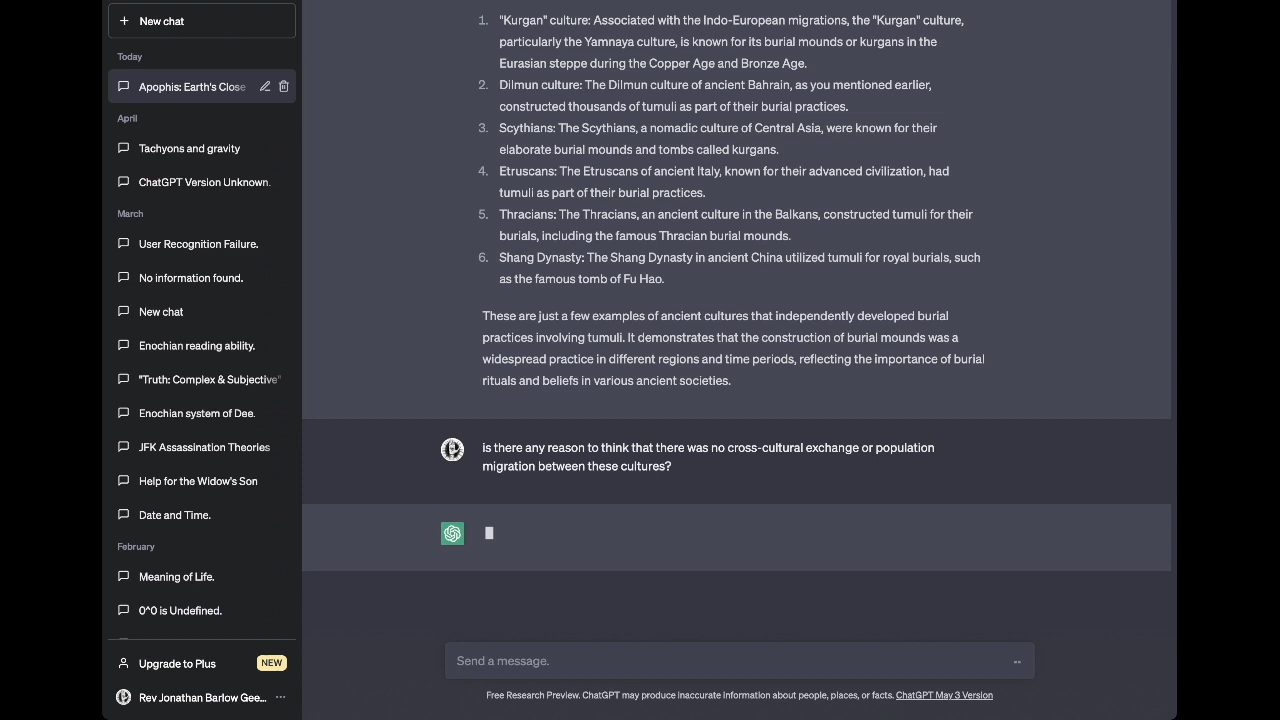 New chat
Today
Apophis: Earth's Close
April
Tachyons and gravity
ChatGPT Version Unknown.
March
User Recognition Failure.
No information found.
New chat
Enochian reading ability.
"Truth: Complex & Subjective"
Enochian system of Dee.
JFK Assassination Theories
Help for the Widow's Son
Date and Time.
February
Meaning of Life.
0^0 is Undefined.
Upgrade to Plus
NEW
Rev Jonathan Barlow Gee...
1. "Kurgan" culture: Associated with the Indo-European migrations, the "Kurgan" culture,
particularly the Yamnaya culture, is known for its burial mounds or kurgans in the
Eurasian steppe during the Copper Age and Bronze Age.
2. Dilmun culture: The Dilmun culture of ancient Bahrain, as you mentioned earlier,
constructed thousands of tumuli as part of their burial practices.
3. Scythians: The Scythians, a nomadic culture of Central Asia, were known for their
elaborate burial mounds and tombs called kurgans.
4. Etruscans: The Etruscans of ancient Italy, known for their advanced civilization, had
tumuli as part of their burial practices.
5. Thracians: The Thracians, an ancient culture in the Balkans, constructed tumuli for their
burials, including the famous Thracian burial mounds.
6. Shang Dynasty: The Shang Dynasty in ancient China utilized tumuli for royal burials, such
as the famous tomb of Fu Hao.
These are just a few examples of ancient cultures that independently developed burial
practices involving tumuli. It demonstrates that the construction of burial mounds was a
widespread practice in different regions and time periods, reflecting the importance of burial
rituals and beliefs in various ancient societies.
is there any reason to think that there was no cross-cultural exchange or population
migration between these cultures?
Send a message.
Free Research Preview. ChatGPT may produce inaccurate information about people, places, or facts. ChatGPT May 3 Version